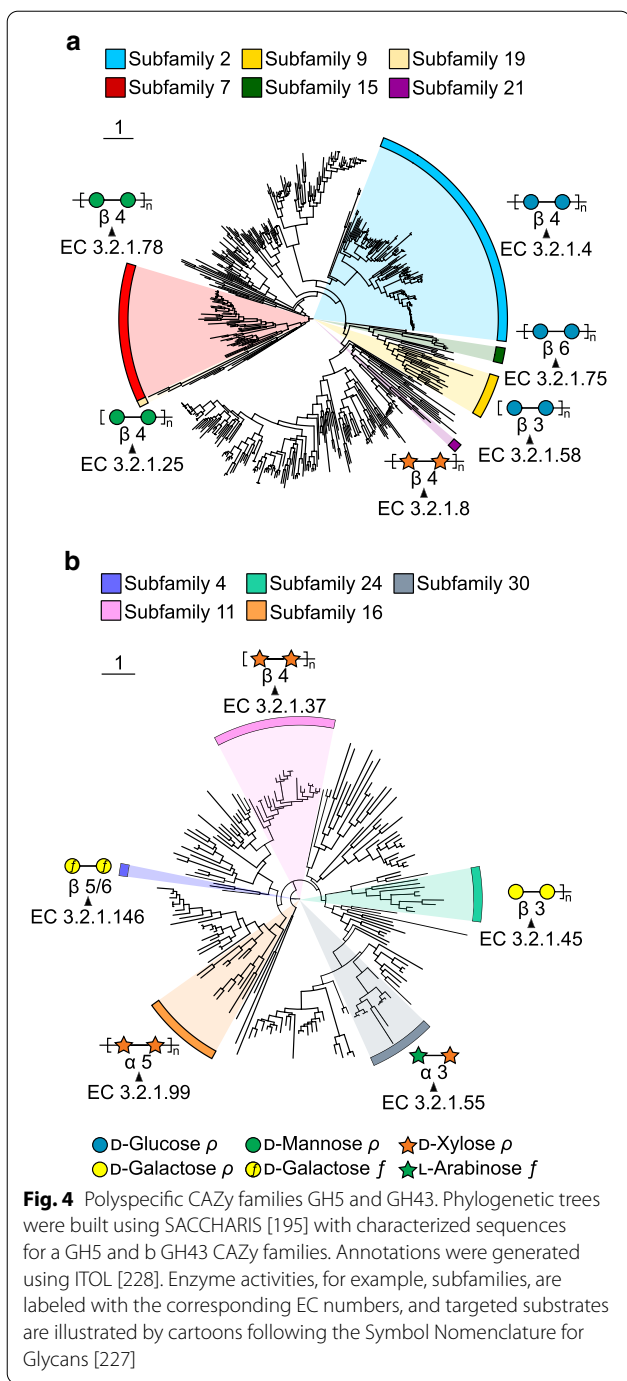 a
Subfamily 2 Subfamily 9 Subfamily 19
Subfamily 7 Subfamily 15 Subfamily 21
1
[ ]n
β 4
EC 3.2.1.78
[ ]n
β 4
EC 3.2.1.4
[ ]n
β 6
EC 3.2.1.75
[ ]n
β 3
EC 3.2.1.58
[ ]n
β 4
EC 3.2.1.25
[ ]n
β 4
EC 3.2.1.8
b
Subfamily 4 Subfamily 24 Subfamily 30
Subfamily 11 Subfamily 16
1
[ ]n
β 4
EC 3.2.1.37
f f
β 5/6
EC 3.2.1.146
]n
β 3
EC 3.2.1.45
[ ]n
α 5
EC 3.2.1.99
α 3
EC 3.2.1.55
D-Glucose ρ D-Mannose ρ D-Xylose ρ
D-Galactose ρ f D-Galactose f L-Arabinose f
Fig. 4 Polyspecific CAZy families GH5 and GH43. Phylogenetic trees
were built using SACCHARIS [195] with characterized sequences
for a GH5 and b GH43 CAZy families. Annotations were generated
using ITOL [228]. Enzyme activities, for example, subfamilies, are
labeled with the corresponding EC numbers, and targeted substrates
are illustrated by cartoons following the Symbol Nomenclature for
Glycans [227]